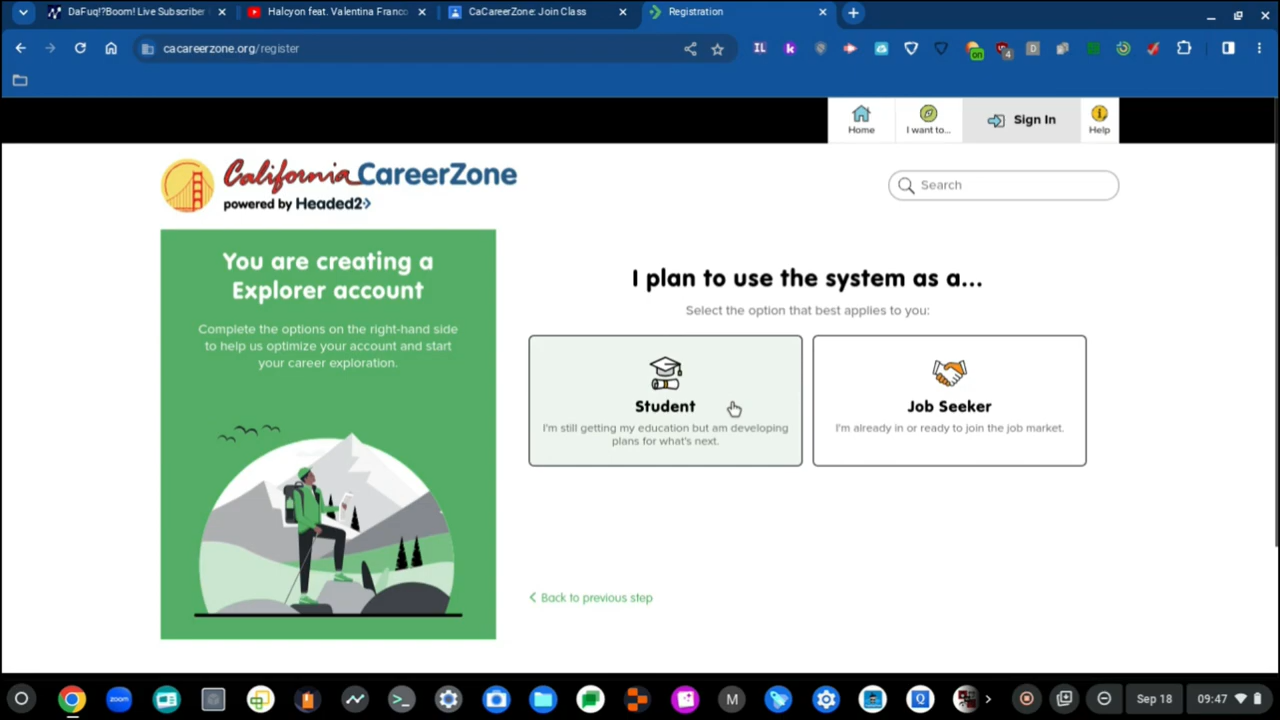 DaFuq!?Boom! Live Subscriber
Halcyon feat. Valentina Franco
CaCareerZone: Join Class
Registration
cacareerzone.org/register
IL
k
D
on
4
Home
I want to...
Sign In
Help
California CareerZone
powered by Headed2
Search
You are creating a
Explorer account
Complete the options on the right-hand side
to help us optimize your account and start
your career exploration.
I plan to use the system as a...
Select the option that best applies to you:
Student
I'm still getting my education but am developing
plans for what's next.
Job Seeker
I'm already in or ready to join the job market.
Back to previous step
zoom
M
Q
Sep 18
09:47